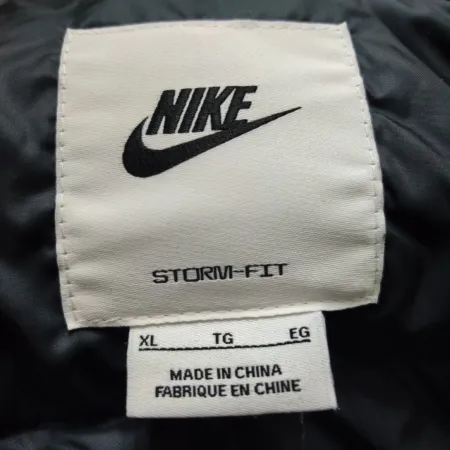 NIKE
STORM-FIT
XL TG EG
MADE IN CHINA
FABRIQUE EN CHINE